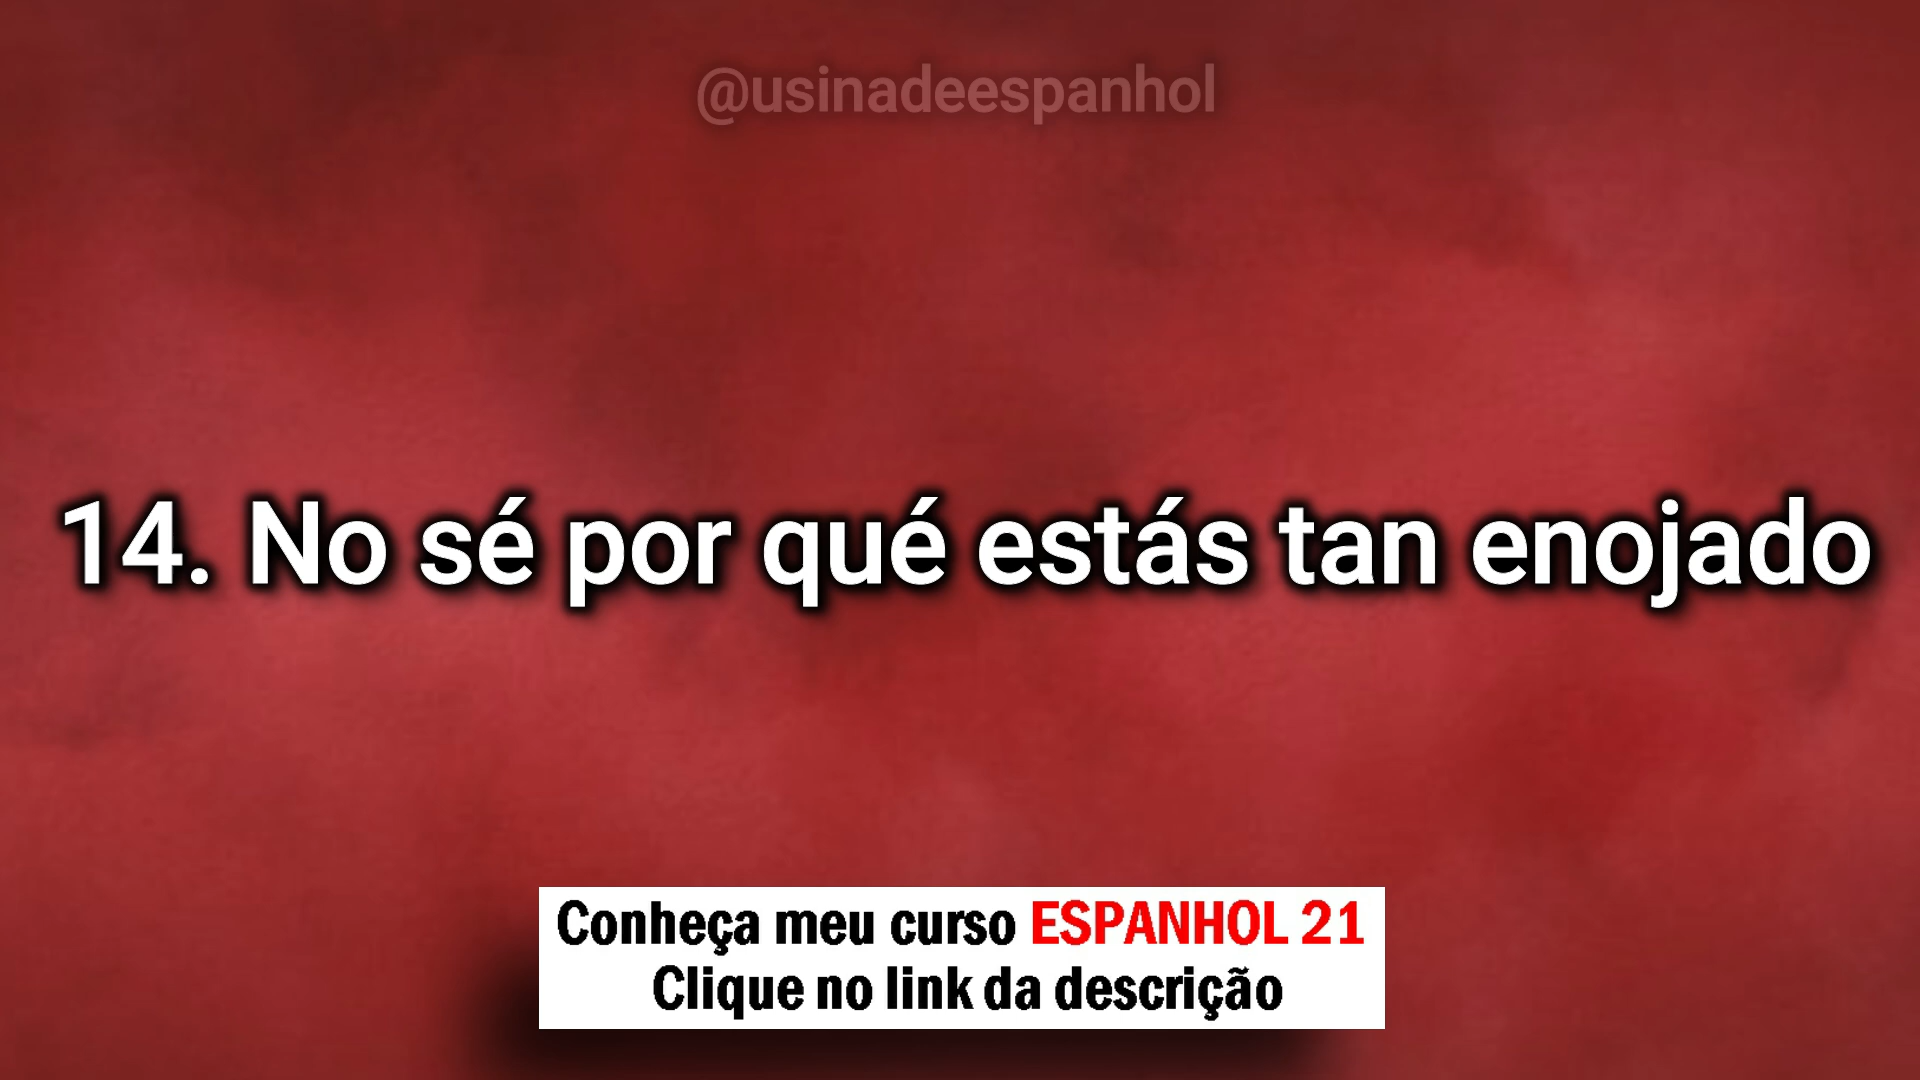 @usinadeespanhol
14. No sé por qué estás tan enojado
Conheça meu curso ESPANHOL 21
Clique no link da descrição